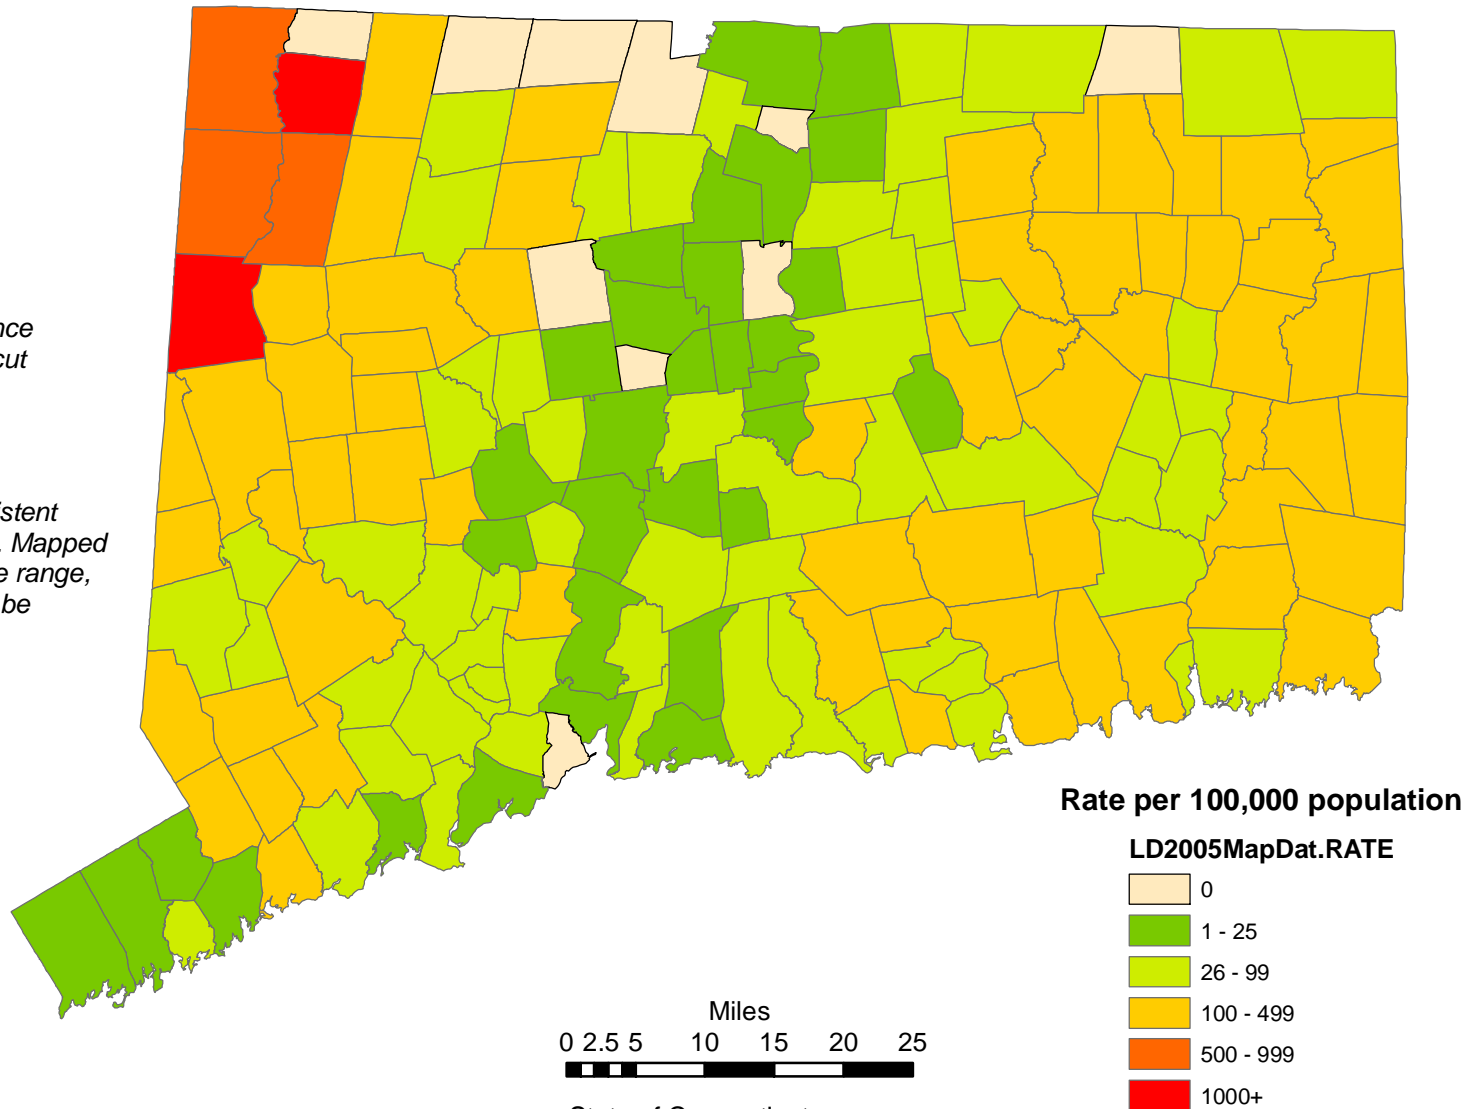 cut
istent
. Mapped
e range,
be
Rate per 100,000 population
LD2005MapDat.RATE
0
1 - 25
26 - 99
100 - 499
500 - 999
1000+
Miles
0 2.5 5 10 15 20 25